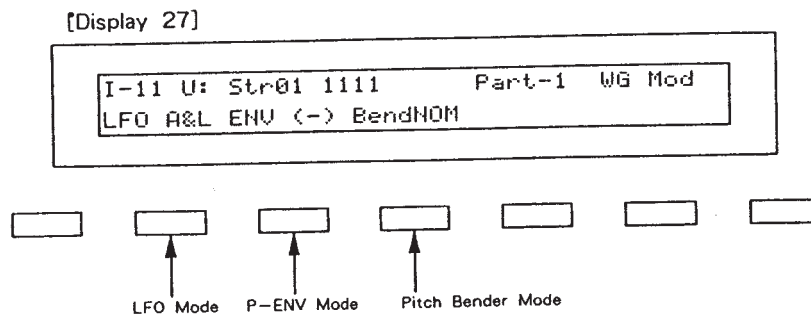 [Display 27]
I-11 U: Str01 1111 Part-1 WG Mod
LFO A&L ENV (-) BendNOM
LFO Mode P-ENV Mode Pitch Bender Mode